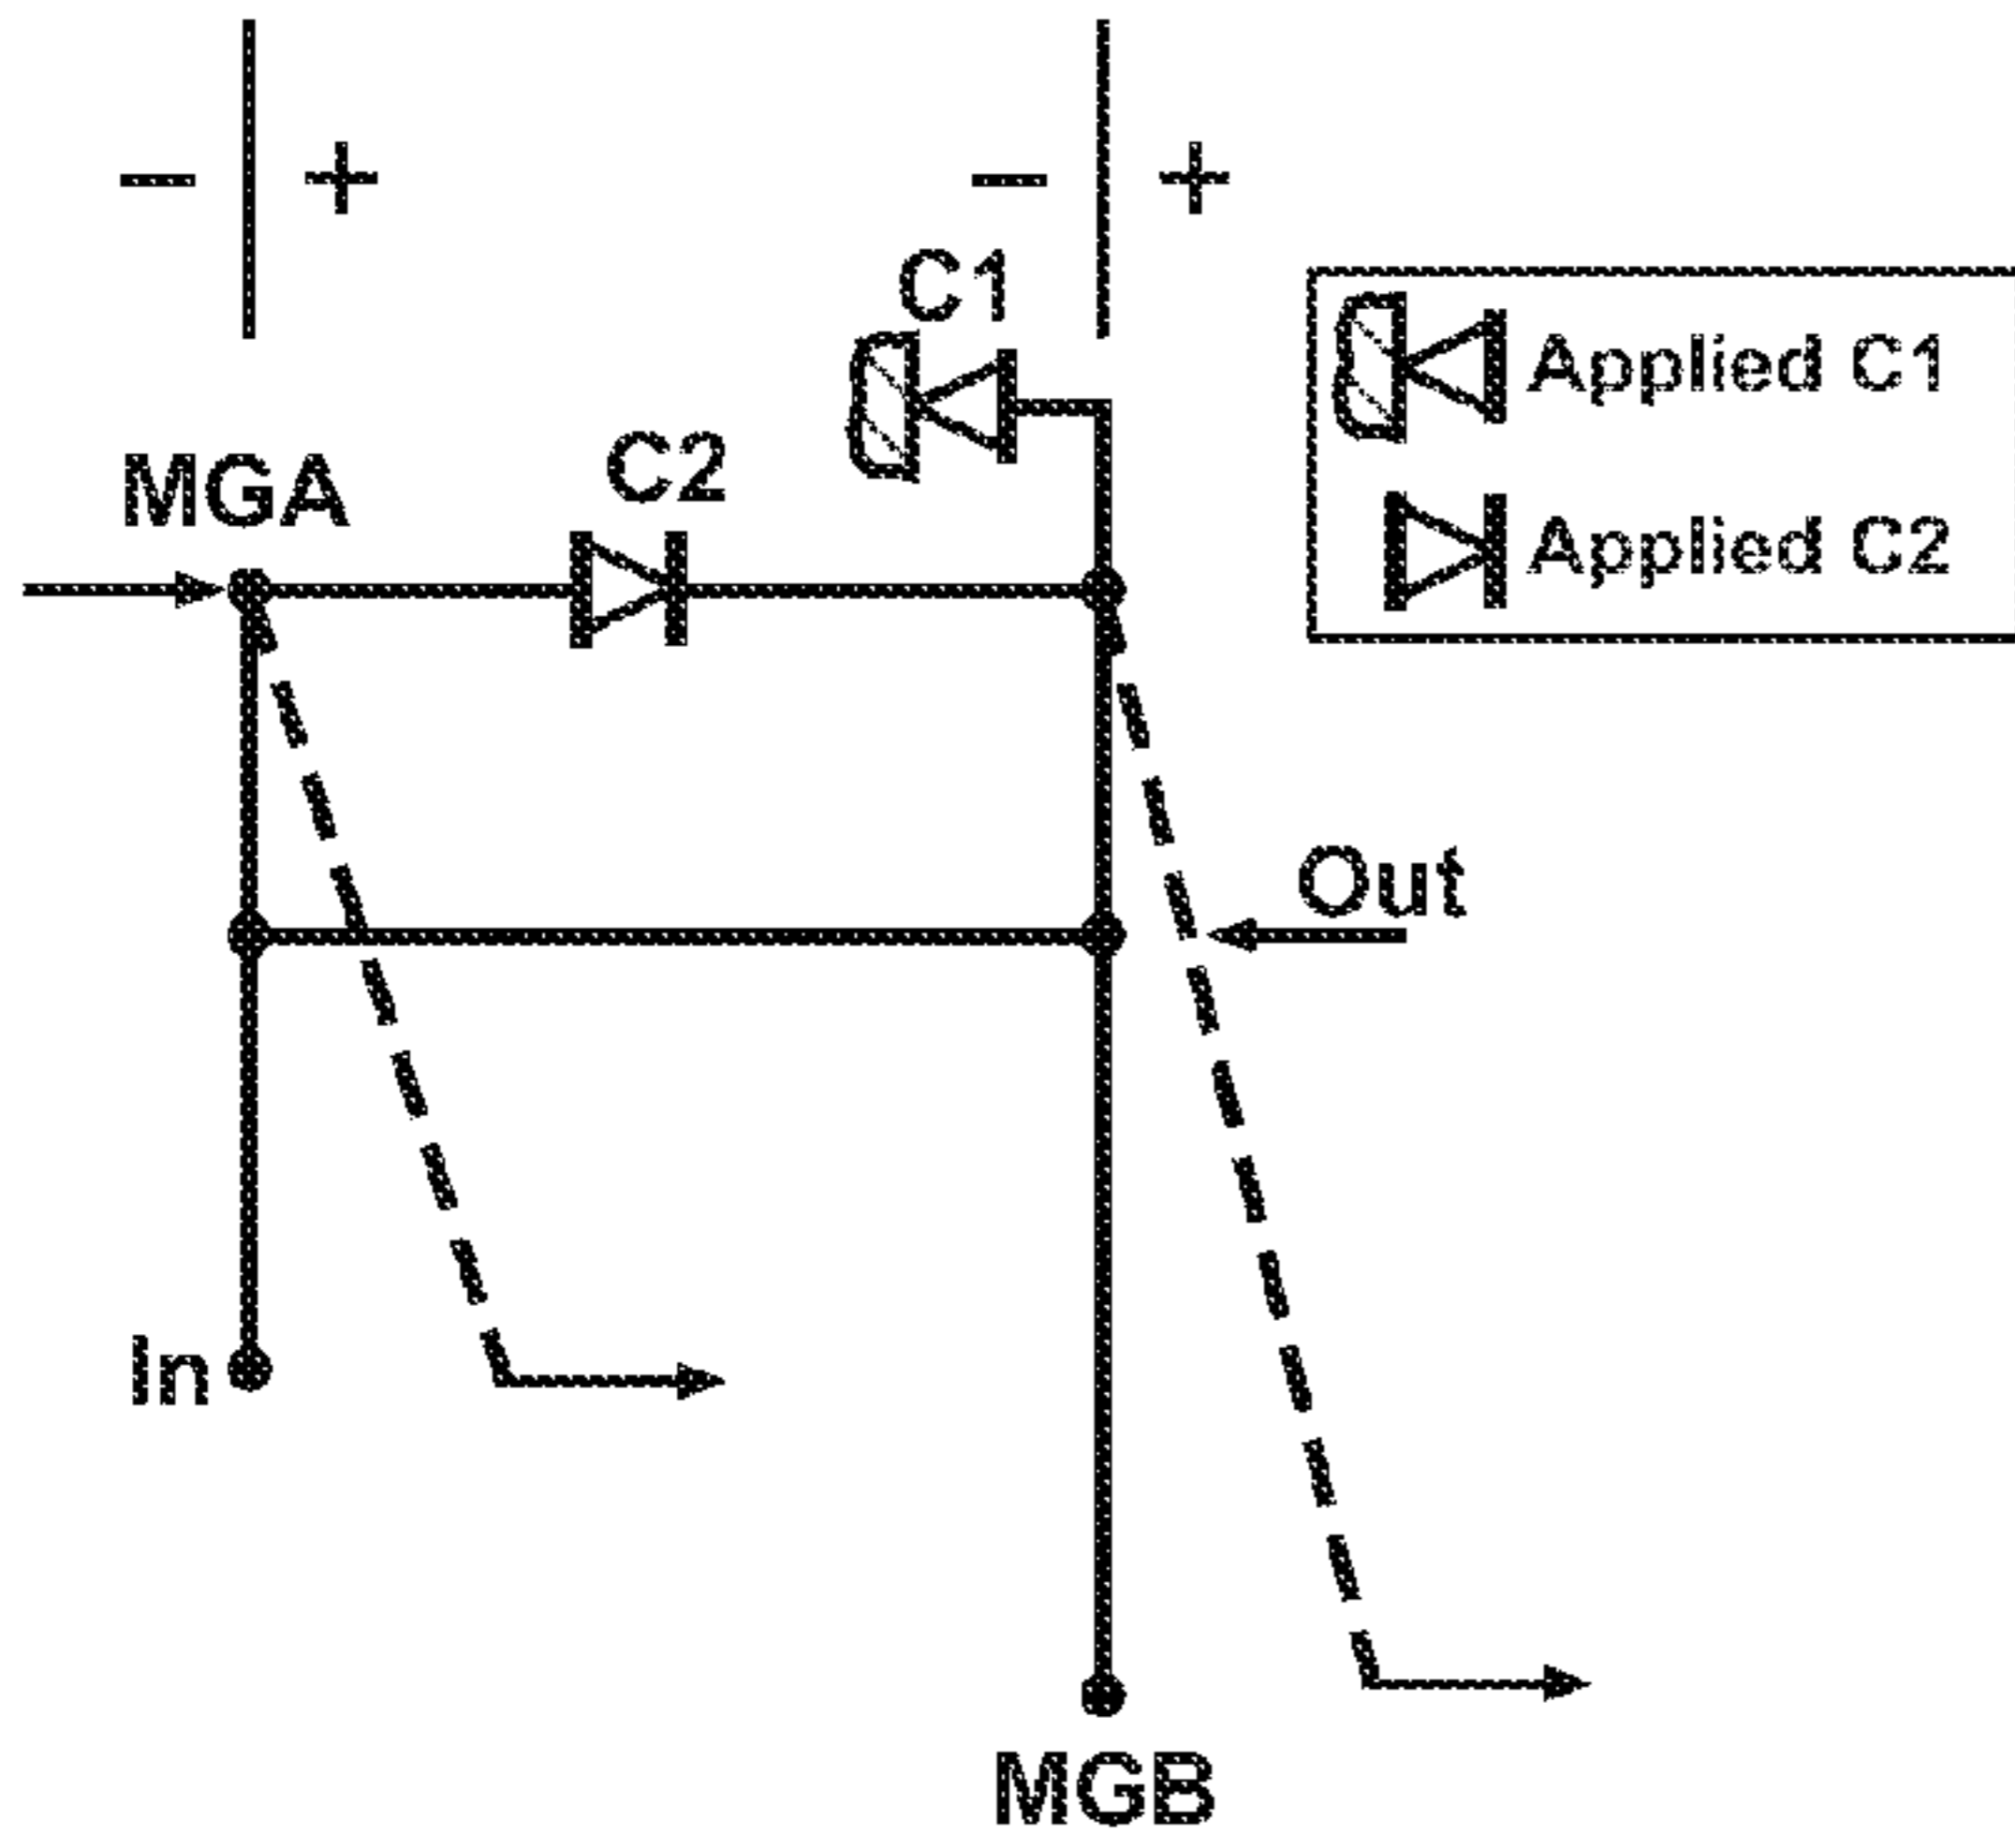 − + − +
C1
Applied C1
C2
MGA
Applied C2
Out
In
MGB